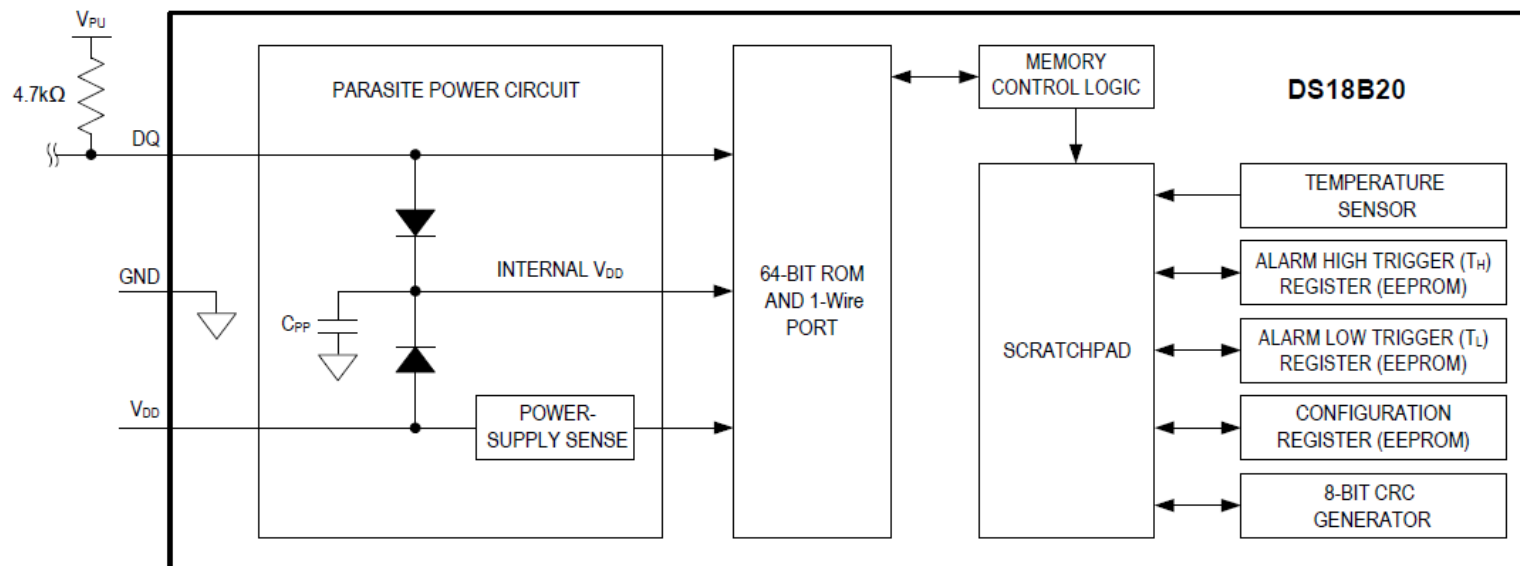 VPU
4.7kΩ
DQ
GND
VDD
PARASITE POWER CIRCUIT
INTERNAL VDD
CPP
POWER-
SUPPLY SENSE
64-BIT ROM
AND 1-Wire
PORT
MEMORY
CONTROL LOGIC
SCRATCHPAD
DS18B20
TEMPERATURE
SENSOR
ALARM HIGH TRIGGER (TH)
REGISTER (EEPROM)
ALARM LOW TRIGGER (TL)
REGISTER (EEPROM)
CONFIGURATION
REGISTER (EEPROM)
8-BIT CRC
GENERATOR